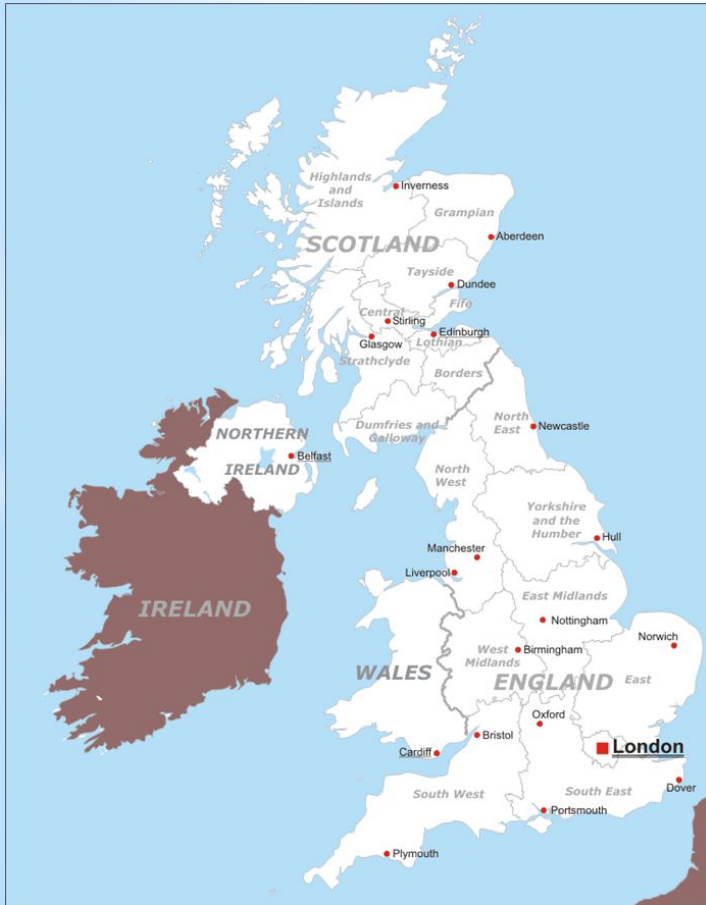 Highlands
and
Islands
Inverness
Grampian
SCOTLAND
Aberdeen
Tayside
Dundee
Fife
Central
Stirling
Edinburgh
Lothian
Glasgow
Strathclyde
Borders
Dumfries and
Galloway
North
East
Newcastle
NORTHERN
IRELAND
Belfast
North
West
Yorkshire
and the
Humber
Hull
Manchester
Liverpool
IRELAND
East Midlands
Nottingham
Norwich
West
Midlands
Birmingham
WALES
ENGLAND
East
Oxford
Bristol
London
Cardiff
Dover
South West
South East
Portsmouth
Plymouth